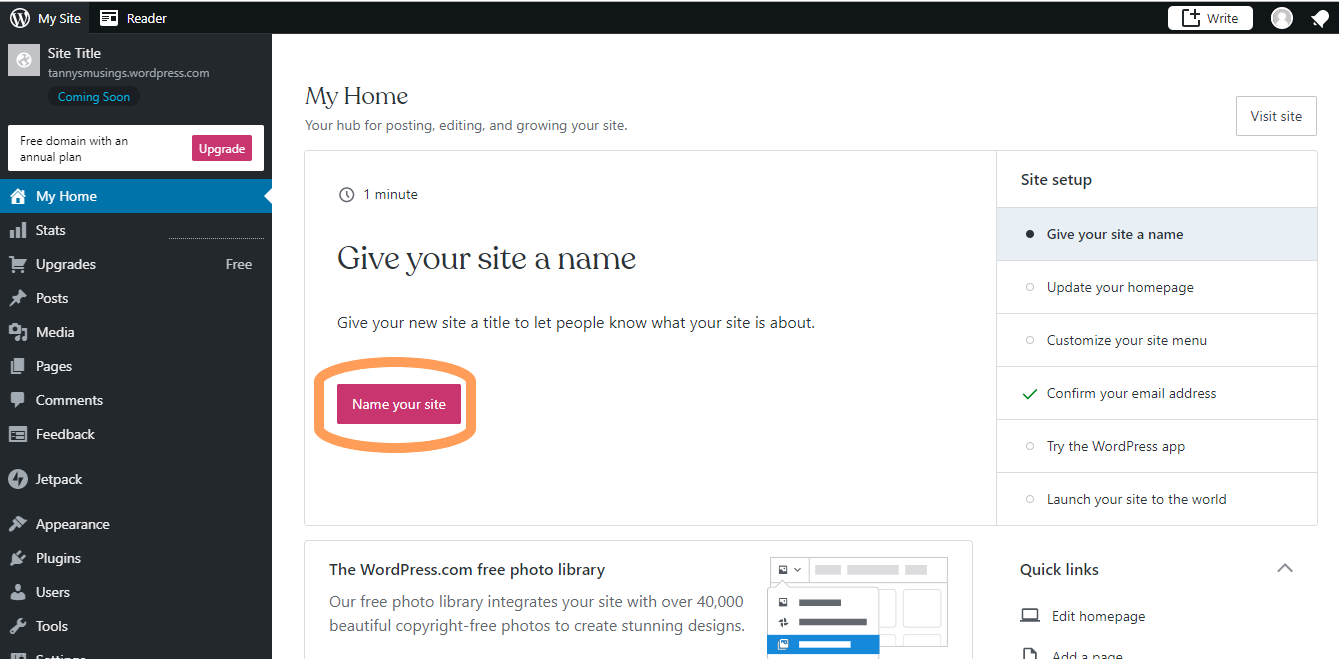 My Site
Reader
Write
Site Title
tannysmusings.wordpress.com
Coming Soon
Free domain with an
annual plan
Upgrade
My Home
Stats
Upgrades
Free
Posts
Media
Pages
Comments
Feedback
Jetpack
Appearance
Plugins
Users
Tools
Settings
My Home
Your hub for posting, editing, and growing your site.
Visit site
1 minute
Give your site a name
Give your new site a title to let people know what your site is about.
Name your site
Site setup
Give your site a name
Update your homepage
Customize your site menu
Confirm your email address
Try the WordPress app
Launch your site to the world
The WordPress.com free photo library
Our free photo library integrates your site with over 40,000
beautiful copyright-free photos to create stunning designs.
Quick links
Edit homepage
Add a page